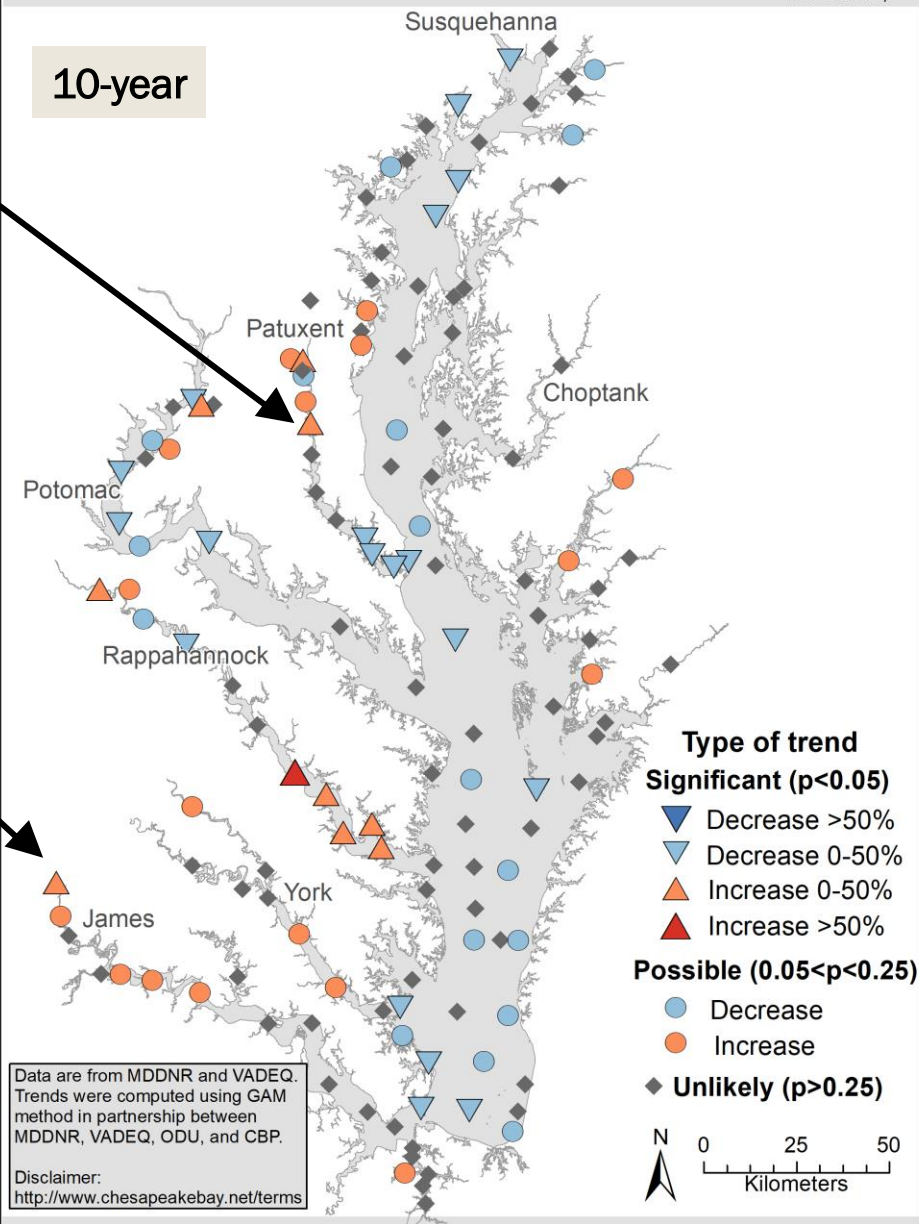 Susquehanna
10-year
Patuxent
Choptank
Potomac
Rappahannock
York
James
Type of trend
Significant (p<0.05)
Decrease >50%
Decrease 0-50%
Increase 0-50%
Increase >50%
Possible (0.05<p<0.25)
Decrease
Increase
Unlikely (p>0.25)
Data are from MDDNR and VADEQ.
Trends were computed using GAM
method in partnership between
MDDNR, VADEQ, ODU, and CBP.
Disclaimer:
http://www.chesapeakebay.net/terms
N
0 25 50
Kilometers